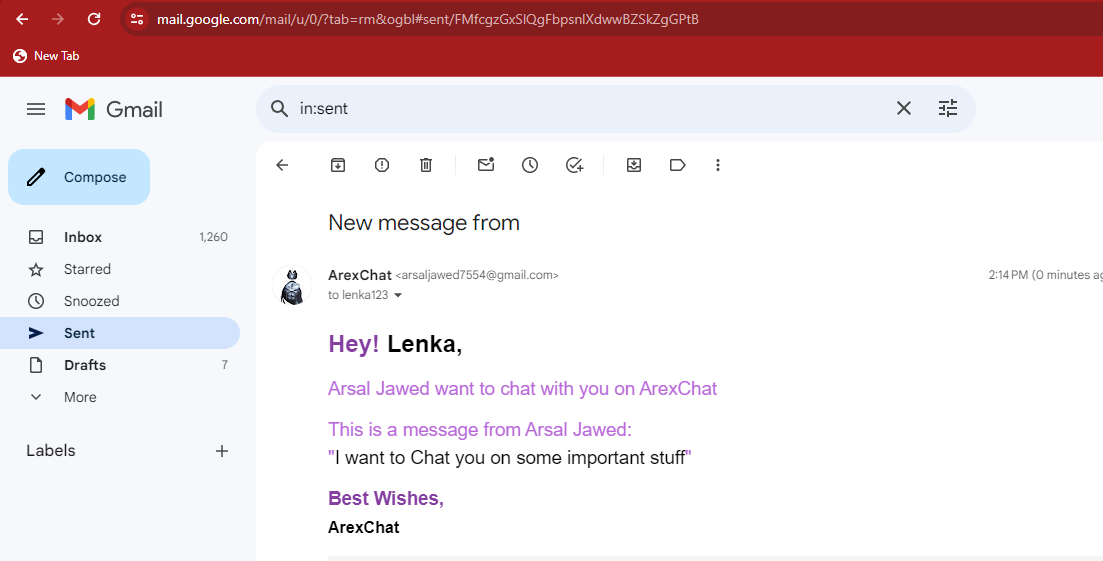 mail.google.com/mail/u/0/?tab=rm&ogbl#sent/FMfcgzGxSlQgFbpsnlXdwwBZSkZgGPtB
New Tab
Gmail
in:sent
Compose
New message from
Inbox 1,260
Starred
Snoozed
Sent
Drafts 7
More
Labels
ArexChat <arsaljawed7554@gmail.com> 2:14 PM (0 minutes ag
to lenka123
Hey! Lenka,
Arsal Jawed want to chat with you on ArexChat
This is a message from Arsal Jawed:
"I want to Chat you on some important stuff"
Best Wishes,
ArexChat